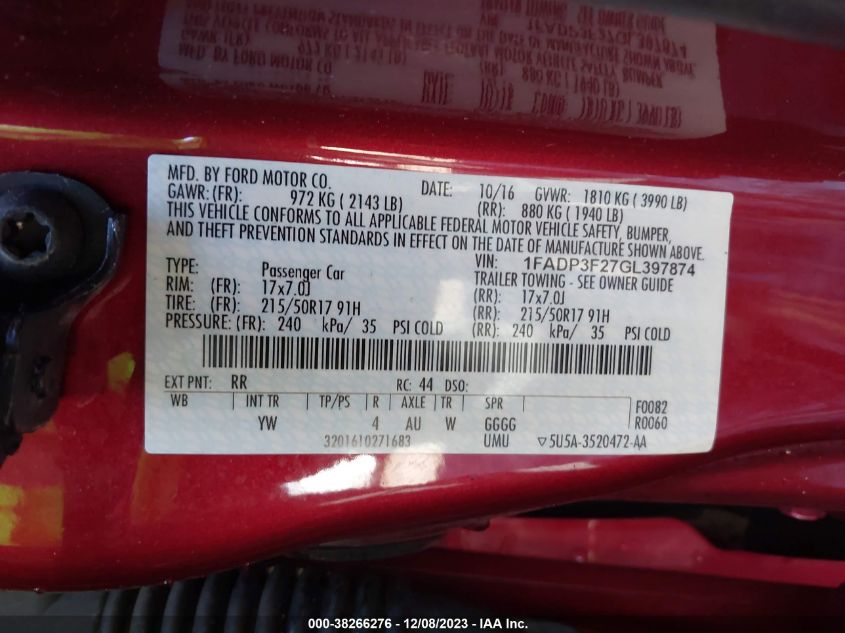 MFD. BY FORD MOTOR CO. DATE: 10/16 GVWR: 1810 KG ( 3990 LB)
GAWR: (FR): 972 KG ( 2143 LB) (RR): 880 KG ( 1940 LB)
THIS VEHICLE CONFORMS TO ALL APPLICABLE FEDERAL MOTOR VEHICLE SAFETY, BUMPER,
AND THEFT PREVENTION STANDARDS IN EFFECT ON THE DATE OF MANUFACTURE SHOWN ABOVE.
VIN: 1FADP3F27GL397874
TYPE: Passenger Car TRAILER TOWING - SEE OWNER GUIDE
RIM: (FR): 17x7.0J (RR): 17x7.0J
TIRE: (FR): 215/50R17 91H (RR): 215/50R17 91H
PRESSURE: (FR): 240 kPa/ 35 PSI COLD (RR): 240 kPa/ 35 PSI COLD
EXT PNT: RR RC: 44 DSO:
WB INT TR TP/PS R AXLE TR SPR F0082
YW 4 AU W GGGG R0060
3201610271683 UMU ▽5U5A-3520472-AA
000-38266276 - 12/08/2023 - IAA Inc.